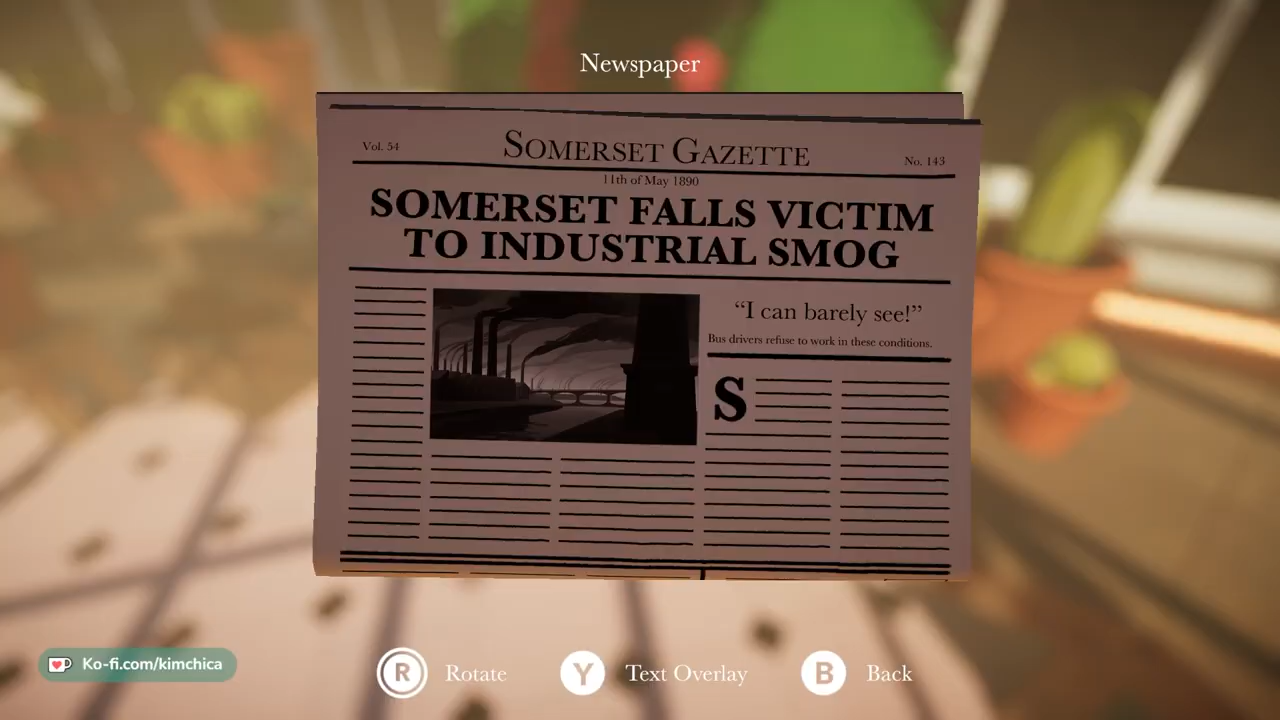 Newspaper
Vol. 54
SOMERSET GAZETTE
No. 143
11th of May 1890
SOMERSET FALLS VICTIM
TO INDUSTRIAL SMOG
“I can barely see!”
Bus drivers refuse to work in these conditions.
S
Ko-fi.com/kimchica
R Rotate
Y Text Overlay
B Back